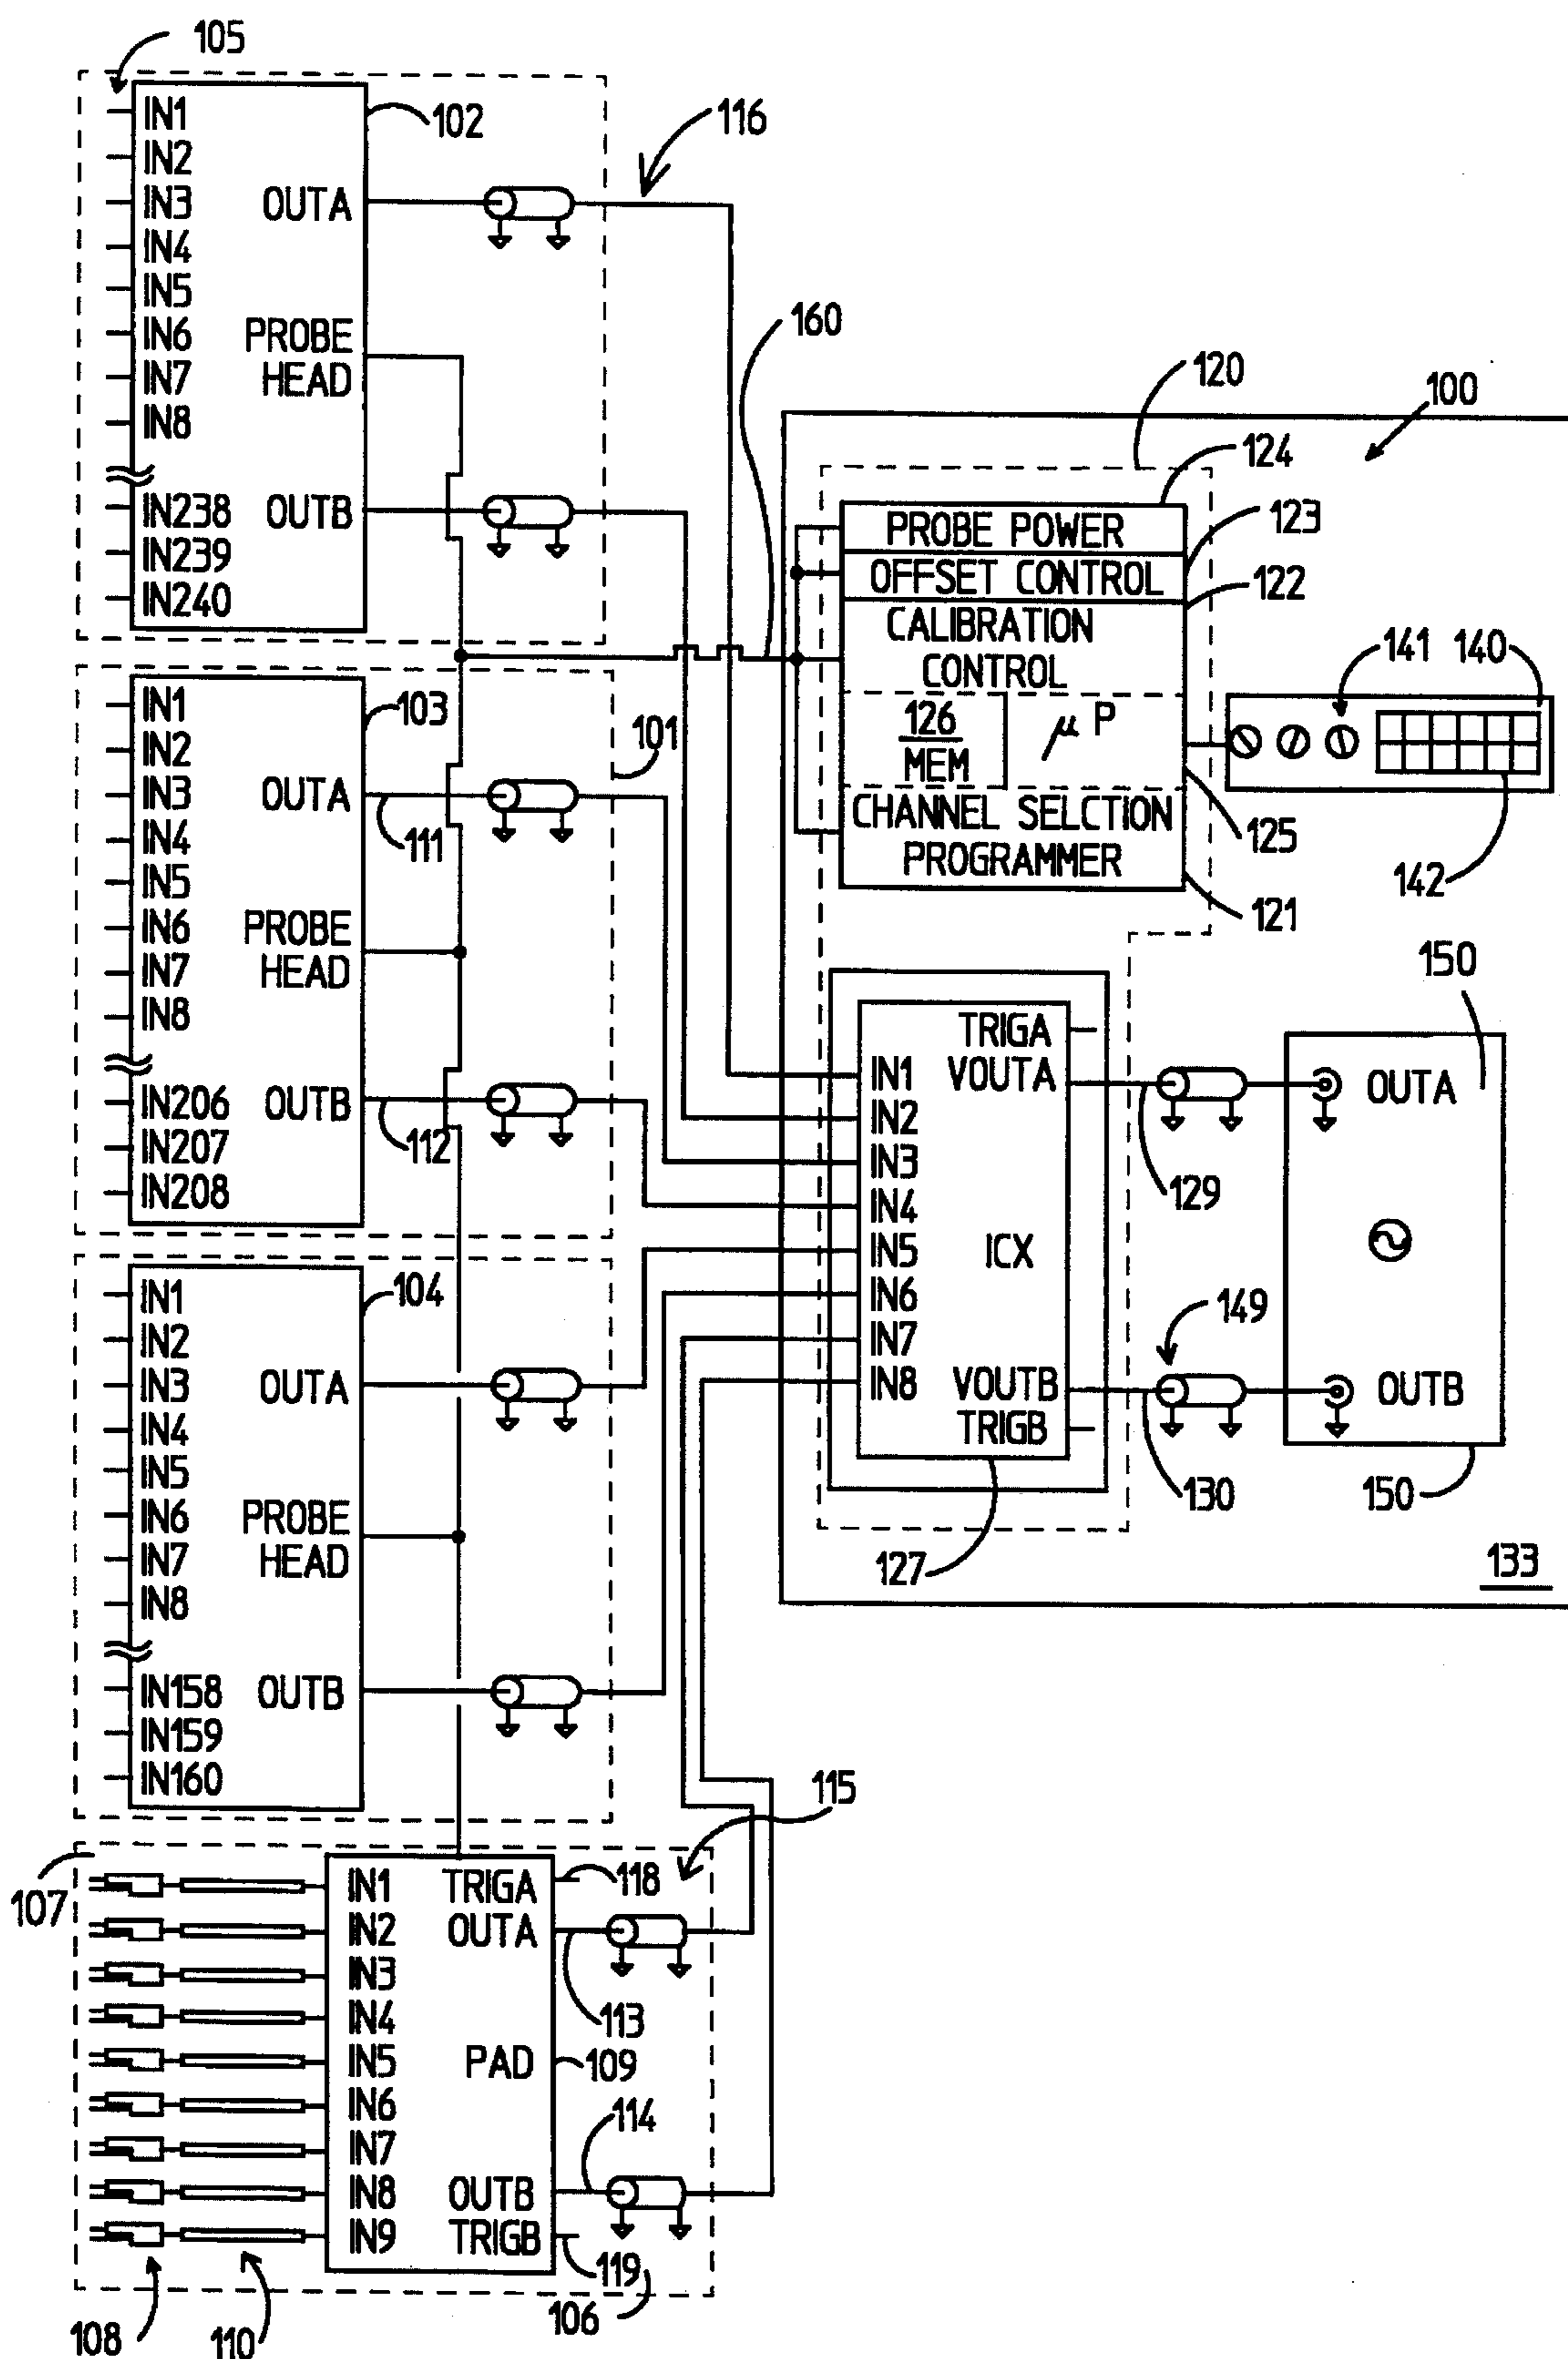 105
102
116
IN1
IN2
IN3 OUTA
IN4
IN5
IN6 PROBE
IN7 HEAD
IN8
IN238 OUTB
IN239
IN240
160
120
100
124
PROBE POWER
123
OFFSET CONTROL
122
CALIBRATION
CONTROL
141 140
126 μP
MEM
125
CHANNEL SELCTION
PROGRAMMER
142
121
103
101
IN1
IN2
IN3 OUTA
111
IN4
IN5
IN6 PROBE
IN7 HEAD
IN8
IN206 OUTB
112
IN207
IN208
150
TRIGA
IN1 VOUTA
IN2
IN3
IN4
IN5 ICX
IN6
IN7
IN8 VOUTB
TRIGB
127
129
OUTA
149
OUTB
130
150
133
104
IN1
IN2
IN3 OUTA
IN4
IN5
IN6 PROBE
IN7 HEAD
IN8
IN158 OUTB
IN159
IN160
115
107
IN1 TRIGA 118
IN2 OUTA
IN3
113
IN4
IN5 PAD 109
IN6
114
IN7
IN8 OUTB
IN9 TRIGB
119
106
108
110